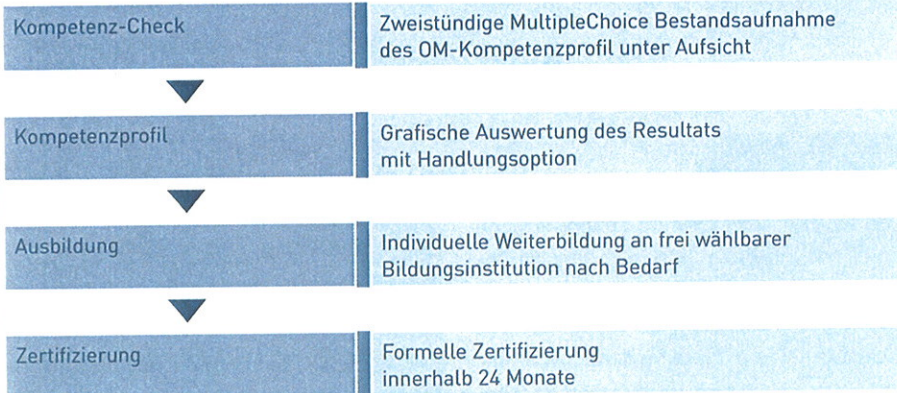 Kompetenz-Check
Zweistündige MultipleChoice Bestandsaufnahme
des OM-Kompetenzprofil unter Aufsicht
Kompetenzprofil
Grafische Auswertung des Resultats
mit Handlungsoption
Ausbildung
Individuelle Weiterbildung an frei wählbarer
Bildungsinstitution nach Bedarf
Zertifizierung
Formelle Zertifizierung
innerhalb 24 Monate